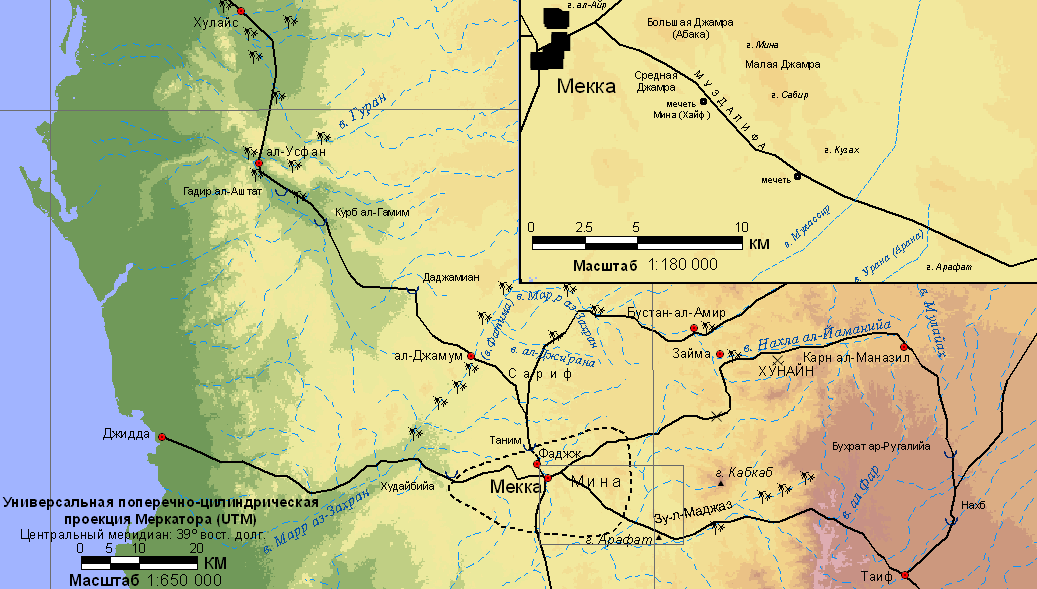 Хулайс
в. Гуран
ал-Усфан
Гадир ал-Аштат
Курб ал-Гамим
Даджамиан
ал-Джамум
в. Марр аз-Захран
(в. Фатима)
в. ал-Джи'рана
Сариф
Бустан-ал-Амир
Займа
в. Нахла ал-Йаманийа
ХУНАЙН
Карн ал-Маназил
в. Мулайах
Джидда
Таним
Фаджж
Мекка
Мина
Худайбийа
в. Марр аз-Захран
г. Кабкаб
Зу-л-Маджаз
г. Арафат
Бухрат ар-Ругалийа
в. ал Фар
Нахб
Таиф
Универсальная поперечно-цилиндрическая
проекция Меркатора (UTM)
Центральный меридиан: 39° вост. долг.
0 5 10 20
КМ
Масштаб 1:650 000
г. ал-Айр
Большая Джамра
(Абака)
г. Мина
Малая Джамра
Мекка
Средняя
Джамра
МУЗДАЛИФА
г. Сабир
мечеть
Мина (Хайф)
г. Кузах
мечеть
в. Мухассир
в. Урана (Арана)
г. Арафат
0 2.5 5 10
КМ
Масштаб 1:180 000